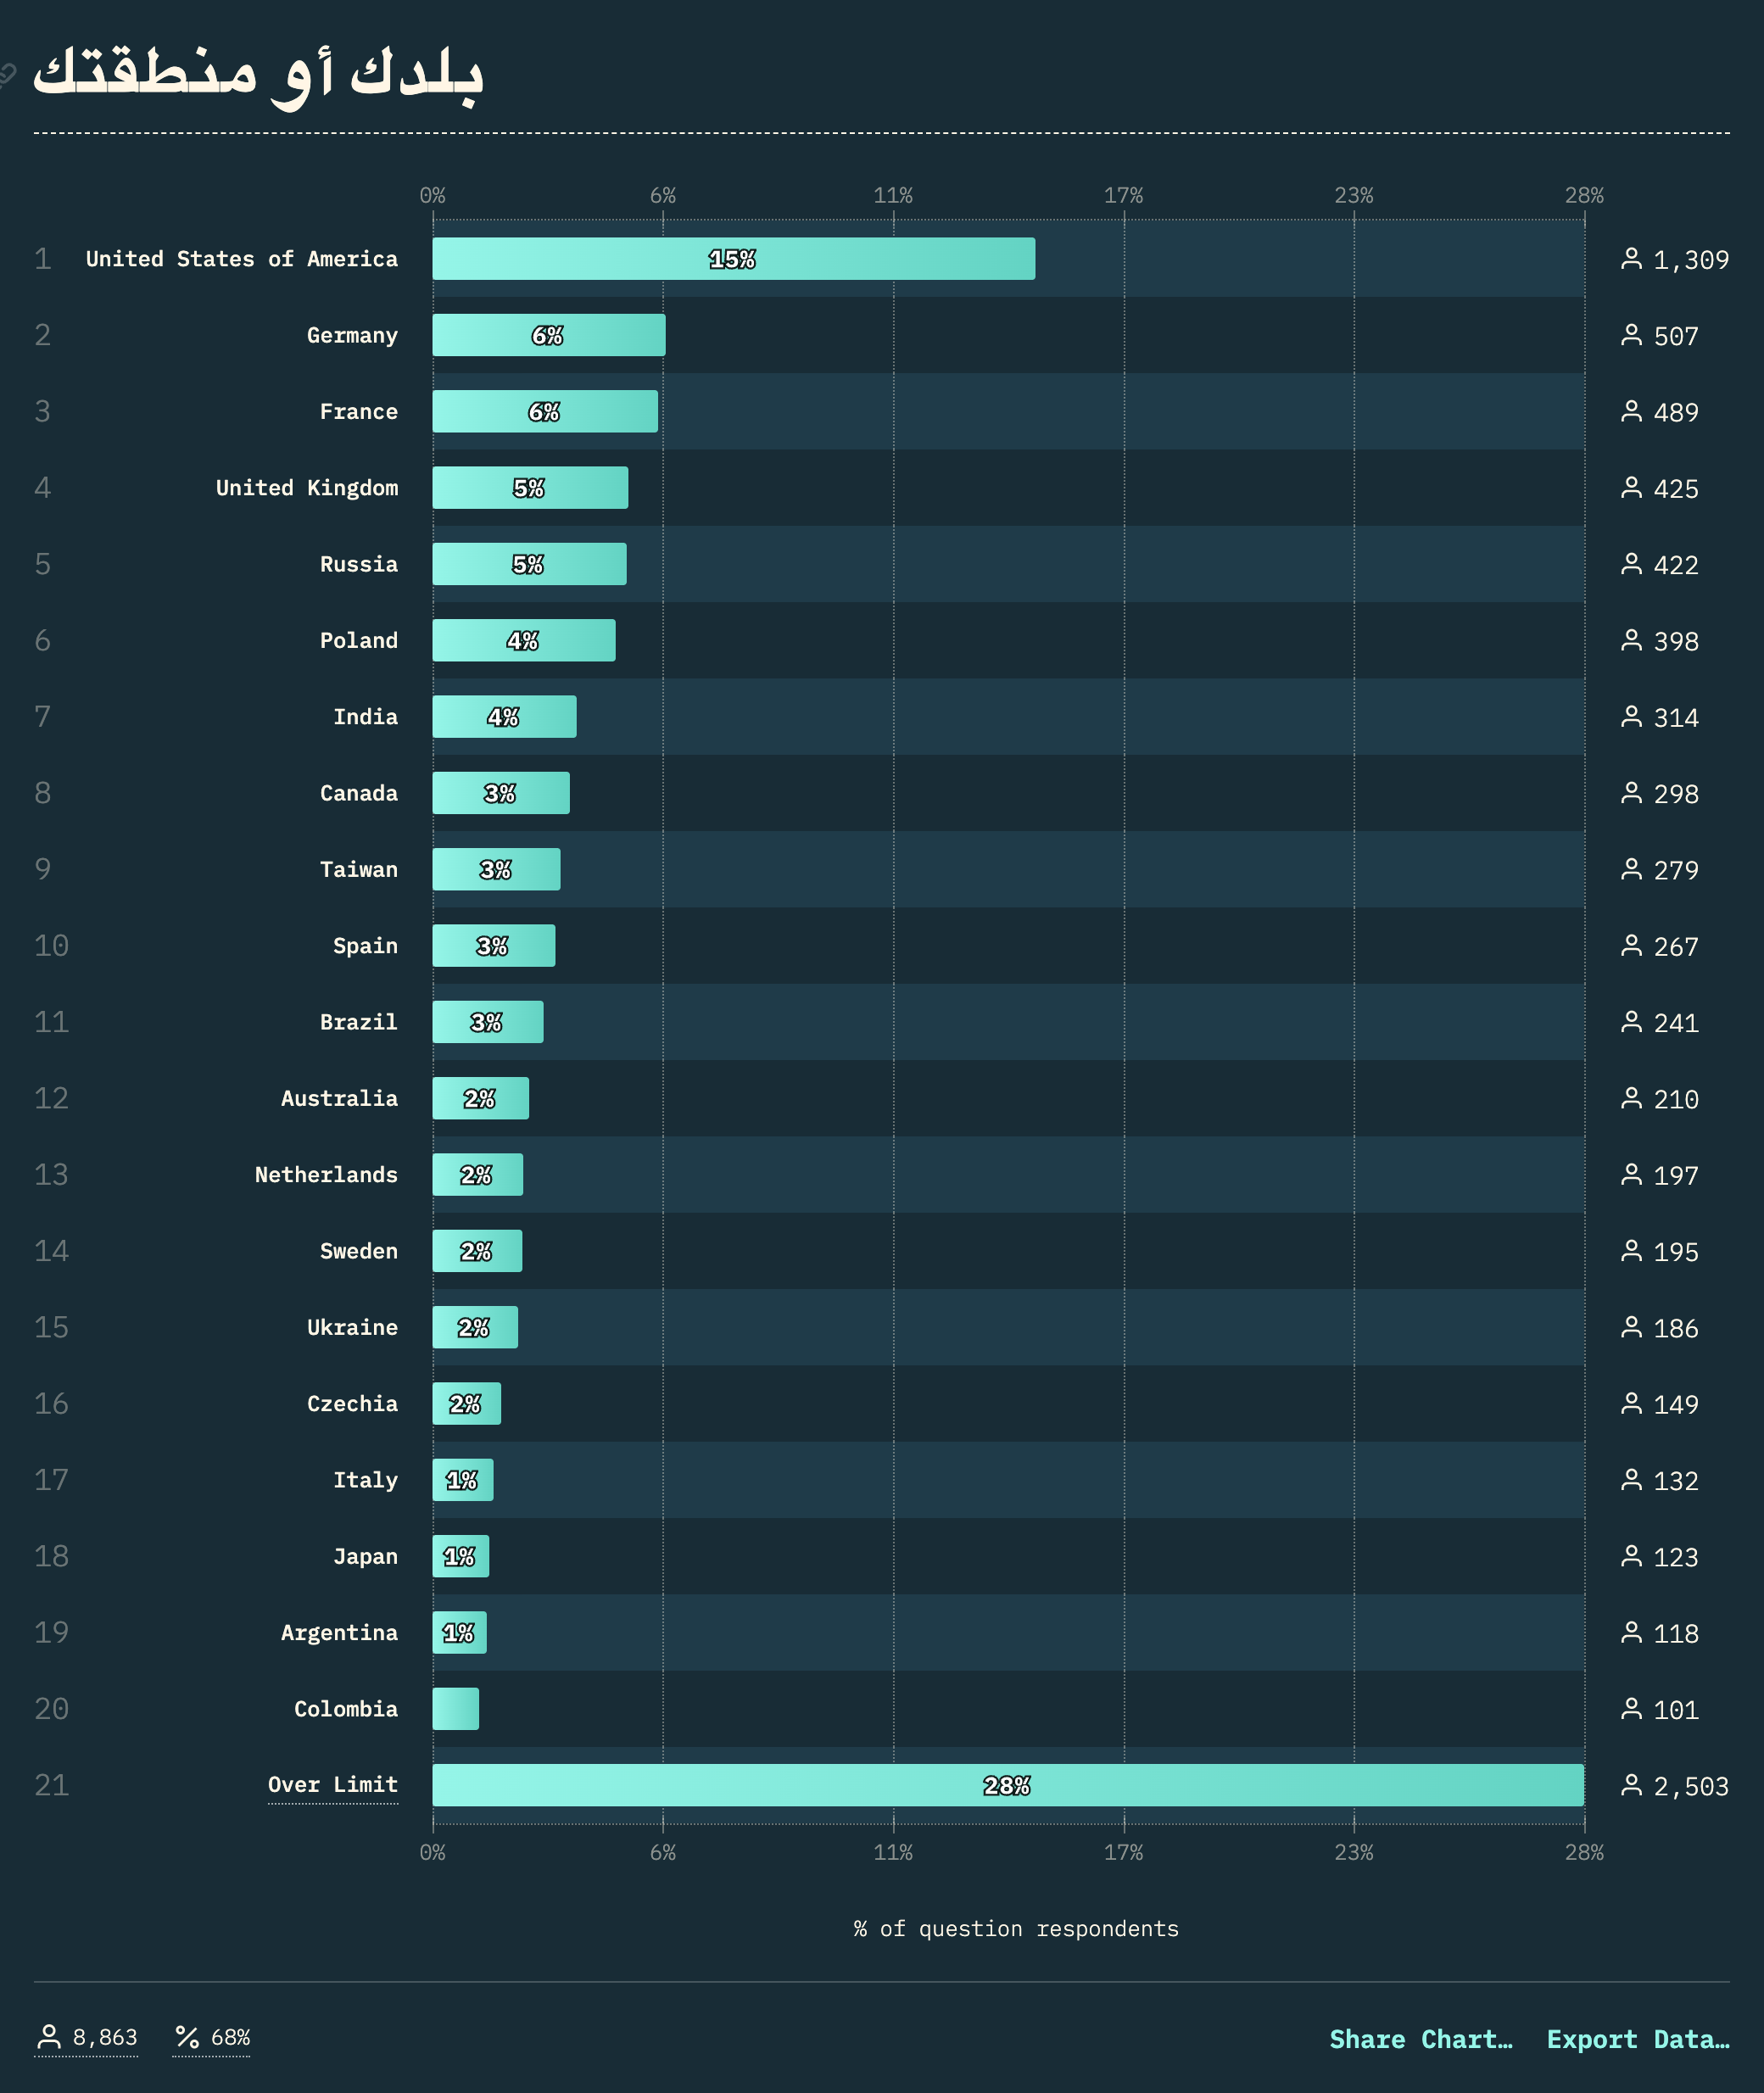 بلدك أو منطقتك
0% 6% 11% 17% 23% 28%
1 United States of America 15% 1,309
2 Germany 6% 507
3 France 6% 489
4 United Kingdom 5% 425
5 Russia 5% 422
6 Poland 4% 398
7 India 4% 314
8 Canada 3% 298
9 Taiwan 3% 279
10 Spain 3% 267
11 Brazil 3% 241
12 Australia 2% 210
13 Netherlands 2% 197
14 Sweden 2% 195
15 Ukraine 2% 186
16 Czechia 2% 149
17 Italy 1% 132
18 Japan 1% 123
19 Argentina 1% 118
20 Colombia 101
21 Over Limit 28% 2,503
0% 6% 11% 17% 23% 28%
% of question respondents
8,863 % 68% Share Chart… Export Data…